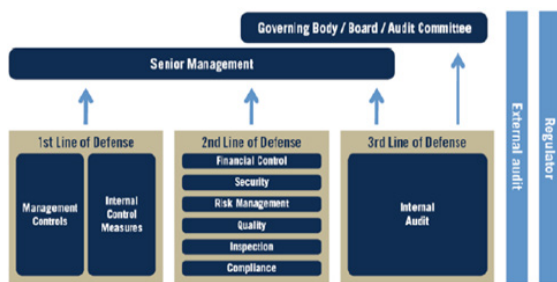 Governing Body / Board / Audit Committee
Senior Management
1st Line of Defense
Management
Controls
Internal
Control
Measures
2nd Line of Defense
Financial Control
Security
Risk Management
Quality
Inspection
Compliance
3rd Line of Defense
Internal
Audit
External audit
Regulator